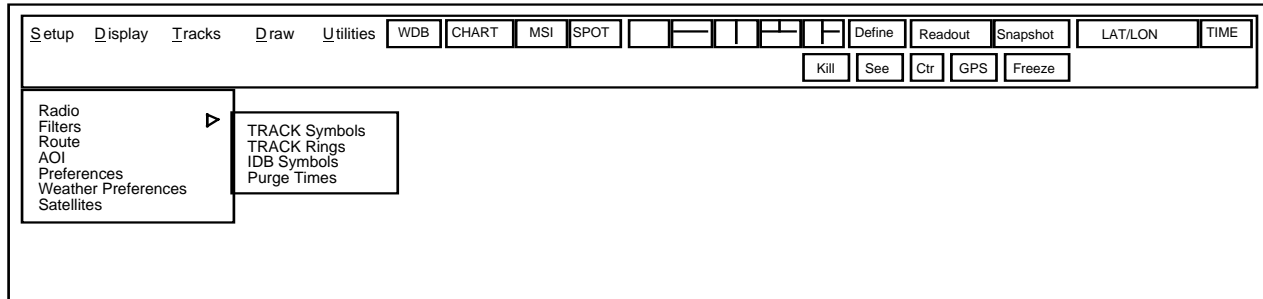 Setup Display Tracks Draw Utilities WDB CHART MSI SPOT Define Readout Snapshot LAT/LON TIME
Kill See Ctr GPS Freeze
Radio
Filters
Route
AOI
Preferences
Weather Preferences
Satellites
TRACK Symbols
TRACK Rings
IDB Symbols
Purge Times